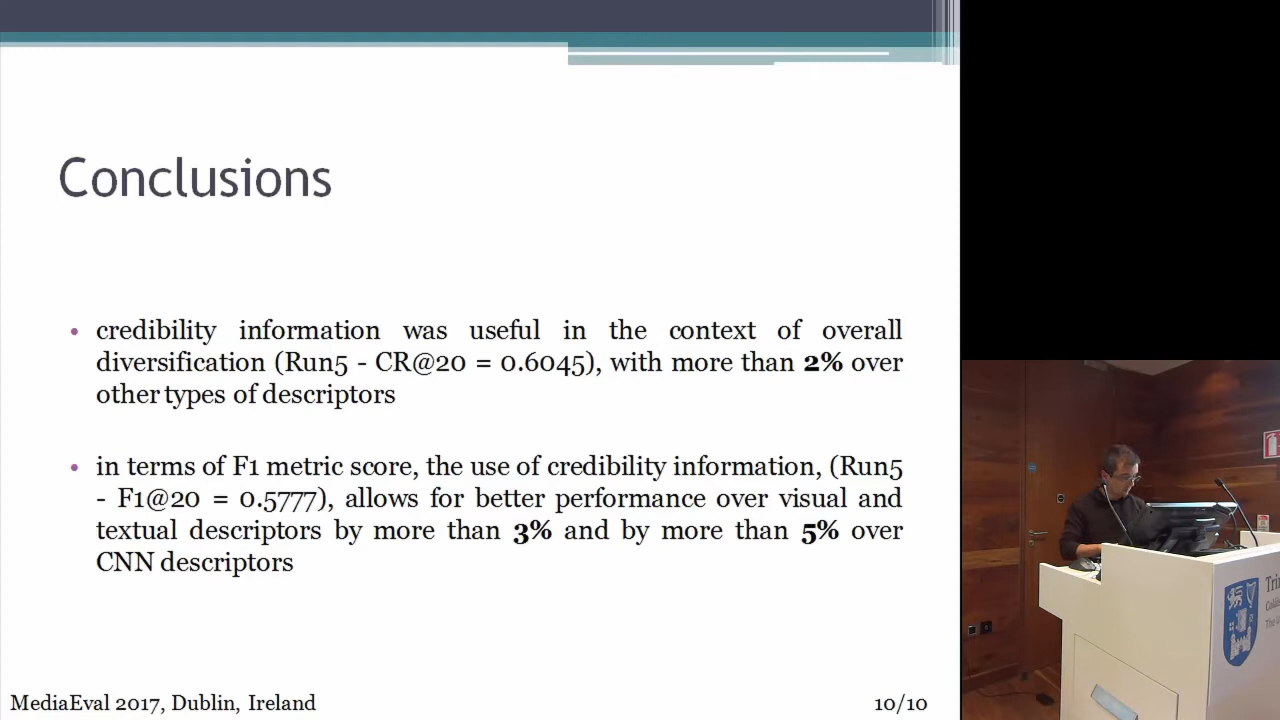 Conclusions
• credibility information was useful in the context of overall
diversification (Run5 - CR@20 = 0.6045), with more than 2% over
other types of descriptors
• in terms of F1 metric score, the use of credibility information, (Run5
- F1@20 = 0.5777), allows for better performance over visual and
textual descriptors by more than 3% and by more than 5% over
CNN descriptors
MediaEval 2017, Dublin, Ireland
10/10